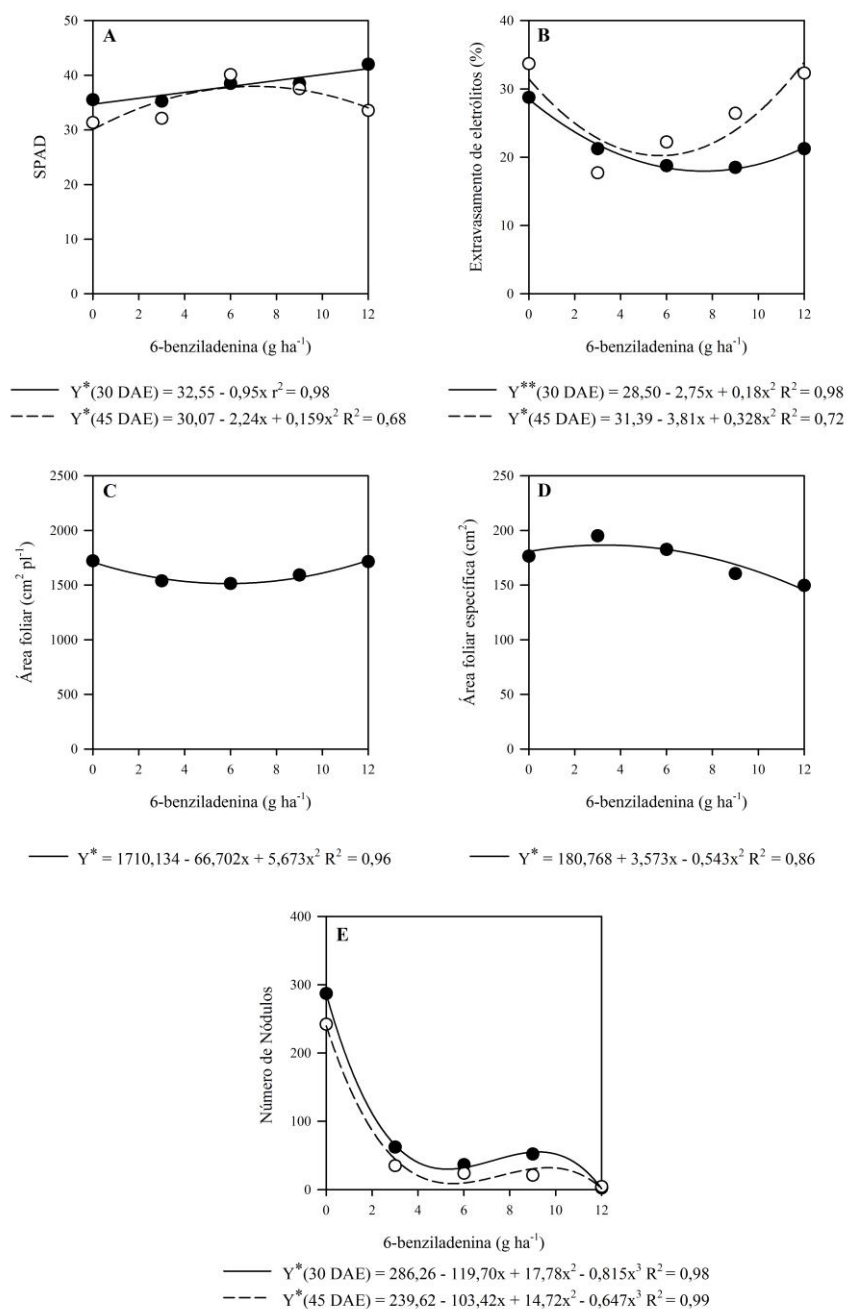 A
50
40
30
20
10
0
SPAD
0 2 4 6 8 10 12
6-benziladenina (g ha⁻¹)
Y*(30 DAE) = 32,55 - 0,95x r² = 0,98
Y*(45 DAE) = 30,07 - 2,24x + 0,159x² R² = 0,68
B
40
30
20
10
0
Extravasamento de eletrólitos (%)
0 2 4 6 8 10 12
6-benziladenina (g ha⁻¹)
Y**(30 DAE) = 28,50 - 2,75x + 0,18x² R² = 0,98
Y*(45 DAE) = 31,39 - 3,81x + 0,328x² R² = 0,72
C
2500
2000
1500
1000
500
0
Área foliar (cm² pl⁻¹)
0 2 4 6 8 10 12
6-benziladenina (g ha⁻¹)
Y* = 1710,134 - 66,702x + 5,673x² R² = 0,96
D
250
200
150
100
50
0
Área foliar específica (cm²)
0 2 4 6 8 10 12
6-benziladenina (g ha⁻¹)
Y* = 180,768 + 3,573x - 0,543x² R² = 0,86
E
400
300
200
100
0
Número de Nódulos
0 2 4 6 8 10 12
6-benziladenina (g ha⁻¹)
Y*(30 DAE) = 286,26 - 119,70x + 17,78x² - 0,815x³ R² = 0,98
Y*(45 DAE) = 239,62 - 103,42x + 14,72x² - 0,647x³ R² = 0,99